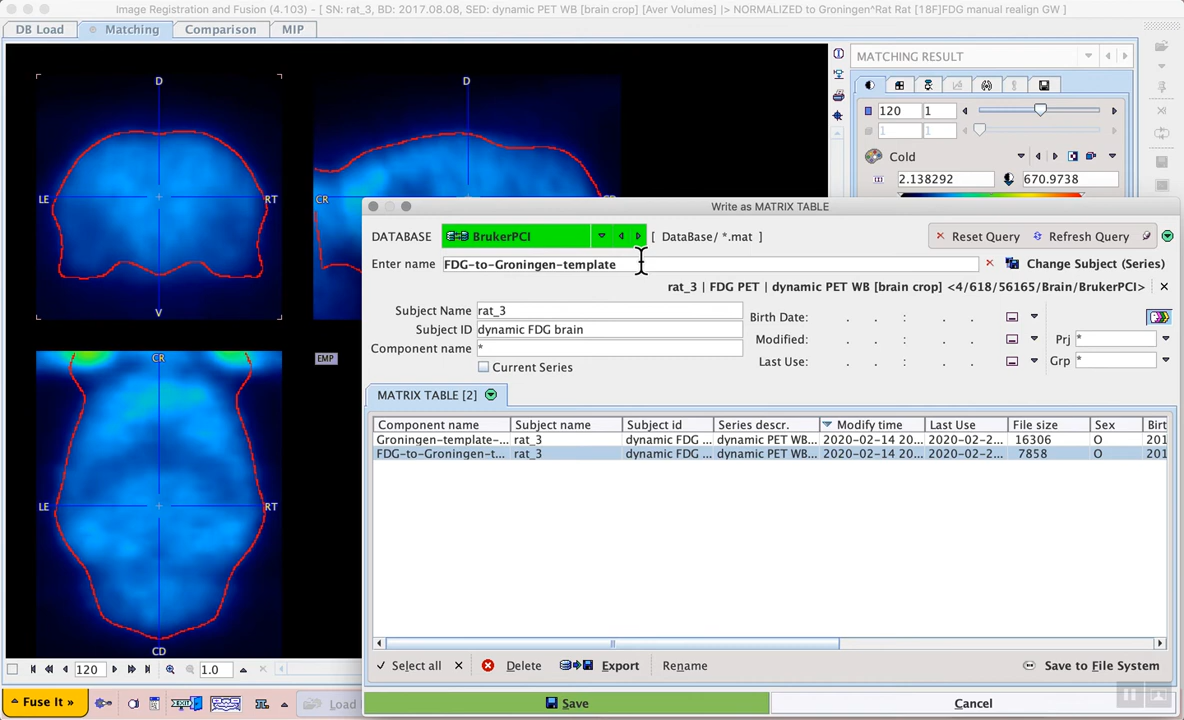 Image Registration and Fusion (4.103) - [ SN: rat_3, BD: 2017.08.08, SED: dynamic PET WB [brain crop] [Aver Volumes] |> NORMALIZED to Groningen^Rat Rat [18F]FDG manual realign GW ]
DB Load
Matching
Comparison
MIP
MATCHING RESULT
120 1
1 1
Cold
2.138292 670.9738
D
LE RT
V
D
CR CD
CR
LE RT
CD
EMP
120
1.0
Fuse It »
Load
Write as MATRIX TABLE
DATABASE BrukerPCI [ DataBase/ *.mat ]
Reset Query Refresh Query
Enter name FDG-to-Groningen-template
Change Subject (Series)
rat_3 | FDG PET | dynamic PET WB [brain crop] <4/618/56165/Brain/BrukerPCI>
Subject Name rat_3
Subject ID dynamic FDG brain
Component name *
Current Series
Birth Date: . . : . .
Modified: . . : . .
Last Use: . . : . .
Prj *
Grp *
MATRIX TABLE [2]
Component name Subject name Subject id Series descr. Modify time Last Use File size Sex Birt
Groningen-template-... rat_3 dynamic FDG ... dynamic PET WB... 2020-02-14 20... 2020-02-2... 16306 O 201
FDG-to-Groningen-t... rat_3 dynamic FDG ... dynamic PET WB... 2020-02-14 20... 2020-02-2... 7858 O 201
Select all
Delete
Export
Rename
Save to File System
Save
Cancel